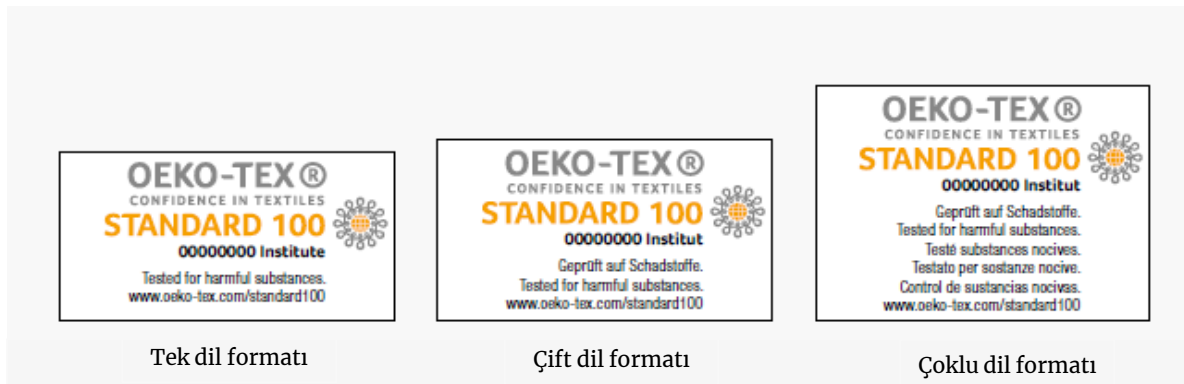 OEKO-TEX®
CONFIDENCE IN TEXTILES
STANDARD 100
00000000 Institute
Tested for harmful substances.
www.oeko-tex.com/standard100
Tek dil formatı
OEKO-TEX®
CONFIDENCE IN TEXTILES
STANDARD 100
00000000 Institut
Geprüft auf Schadstoffe.
Tested for harmful substances.
www.oeko-tex.com/standard100
Çift dil formatı
OEKO-TEX®
CONFIDENCE IN TEXTILES
STANDARD 100
00000000 Institut
Geprüft auf Schadstoffe.
Tested for harmful substances.
Testé substances nocives.
Testato per sostanze nocive.
Control de sustancias nocivas.
www.oeko-tex.com/standard100
Çoklu dil formatı